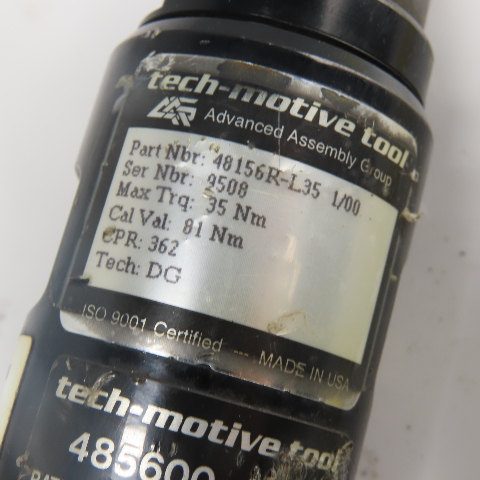 tech-motive tool
Advanced Assembly Group
Part Nbr: 48156R-L35 1/00
Ser Nbr: 9508
Max Trq: 35 Nm
Cal Val: 81 Nm
CPR: 362
Tech: DG
ISO 9001 Certified --- MADE IN USA
tech-motive tool
485600